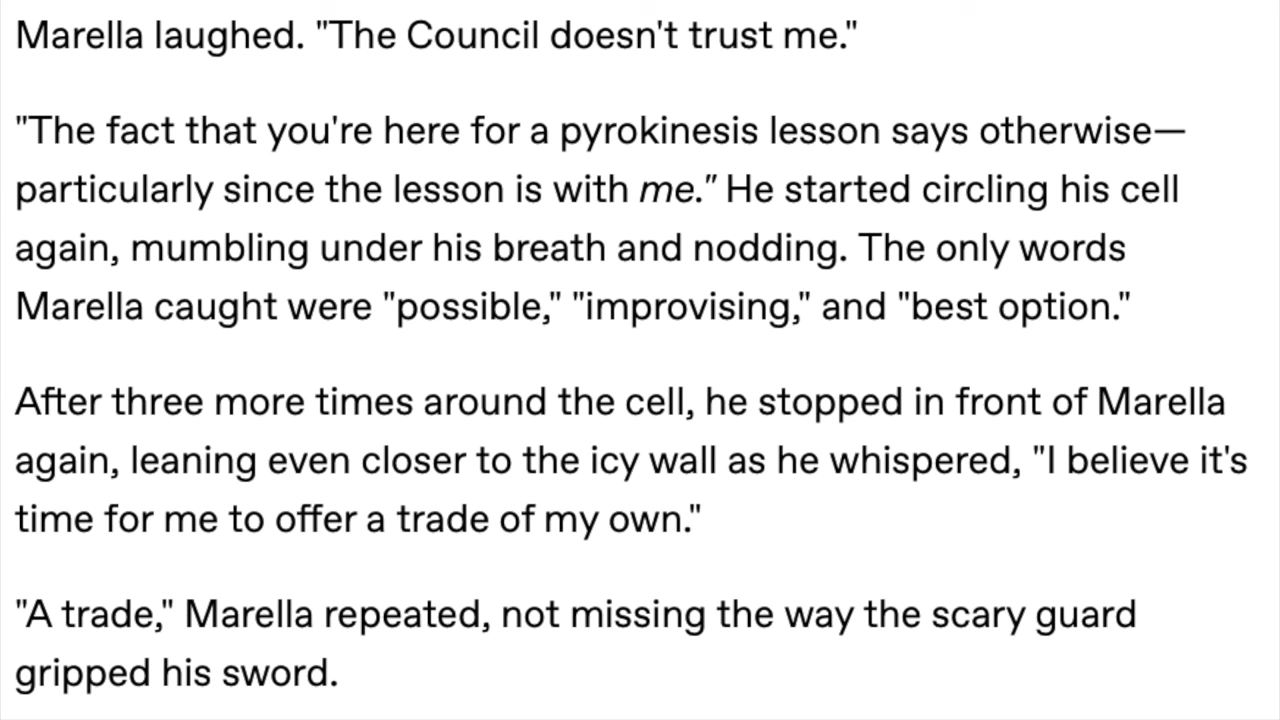 Marella laughed. "The Council doesn't trust me."
"The fact that you're here for a pyrokinesis lesson says otherwise—
particularly since the lesson is with me." He started circling his cell
again, mumbling under his breath and nodding. The only words
Marella caught were "possible," "improvising," and "best option."
After three more times around the cell, he stopped in front of Marella
again, leaning even closer to the icy wall as he whispered, "I believe it's
time for me to offer a trade of my own."
"A trade," Marella repeated, not missing the way the scary guard
gripped his sword.